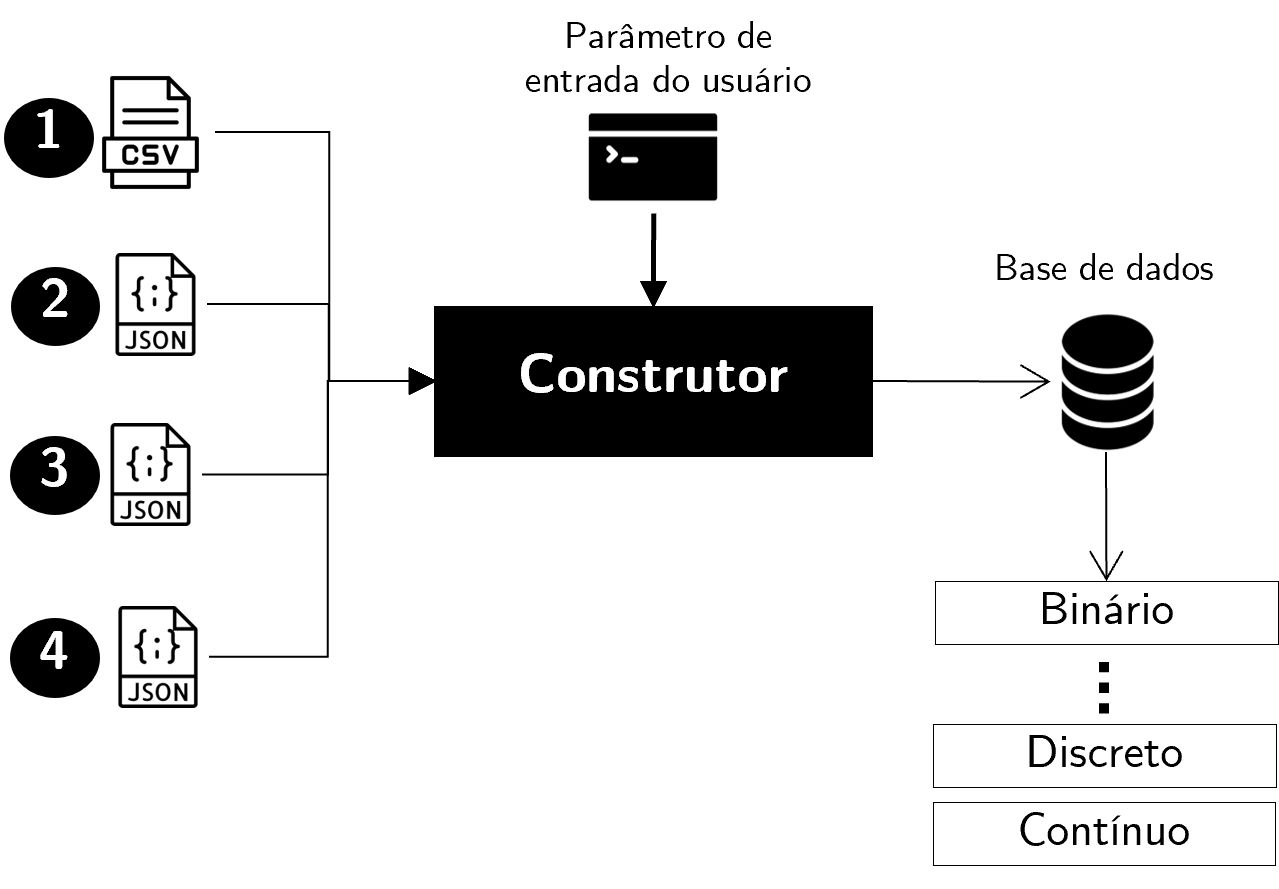 Parâmetro de
entrada do usuário
1
CSV
>_
2
{;}
JSON
Base de dados
Construtor
3
{;}
JSON
4
{;}
JSON
Binário
Discreto
Contínuo